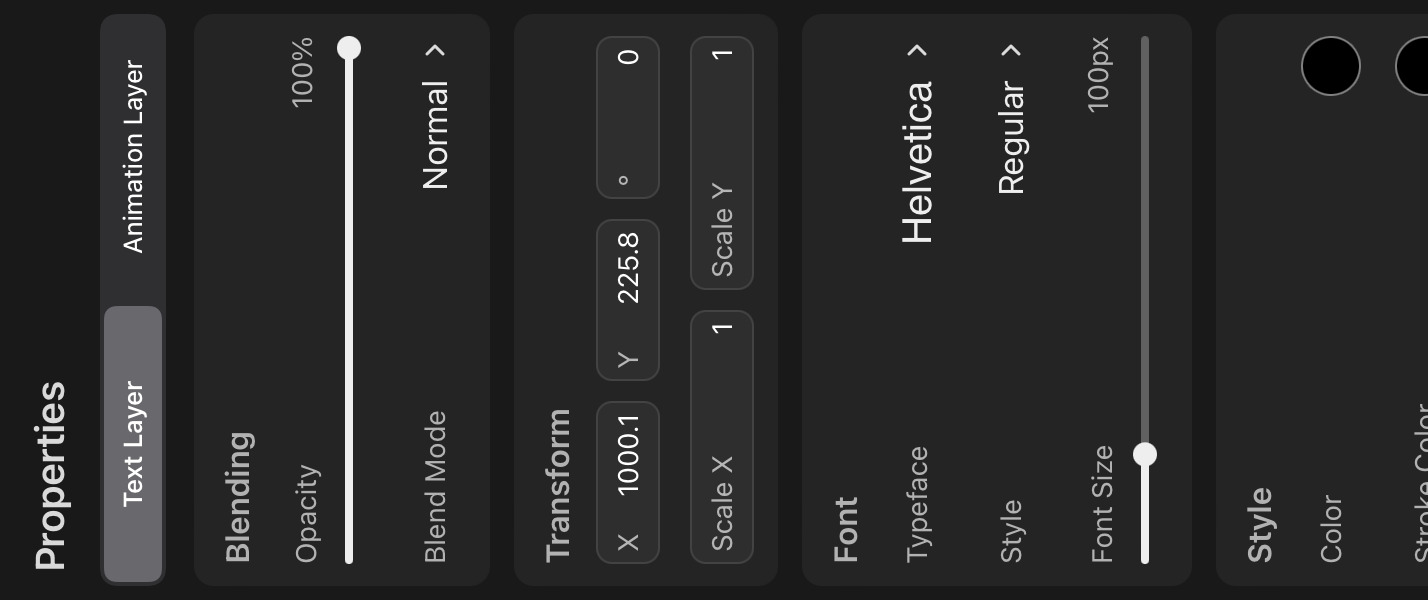 Properties
Text Layer Animation Layer
Blending
Opacity 100%
Blend Mode Normal
Transform
X 1000.1 Y 225.8 ° 0
Scale X 1 Scale Y 1
Font
Typeface Helvetica
Style Regular
Font Size 100px
Style
Color
Stroke Color